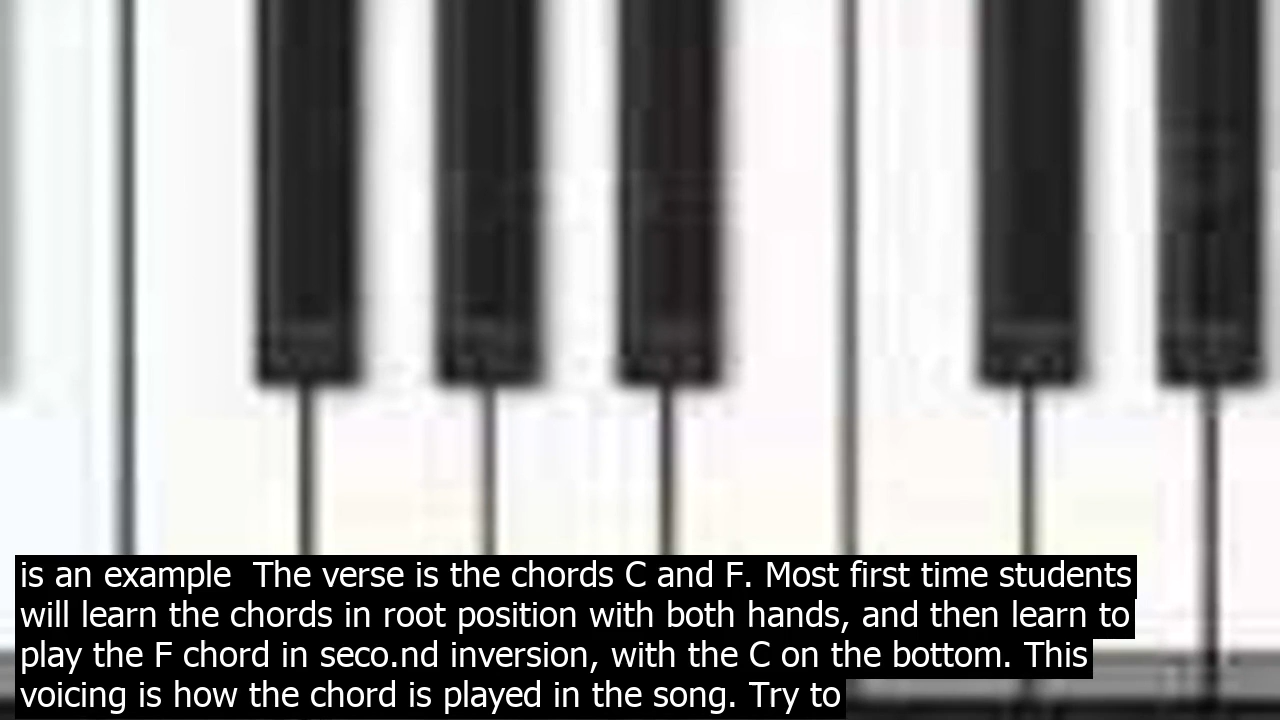 is an example  The verse is the chords C and F. Most first time students
will learn the chords in root position with both hands, and then learn to
play the F chord in seco.nd inversion, with the C on the bottom. This
voicing is how the chord is played in the song. Try to